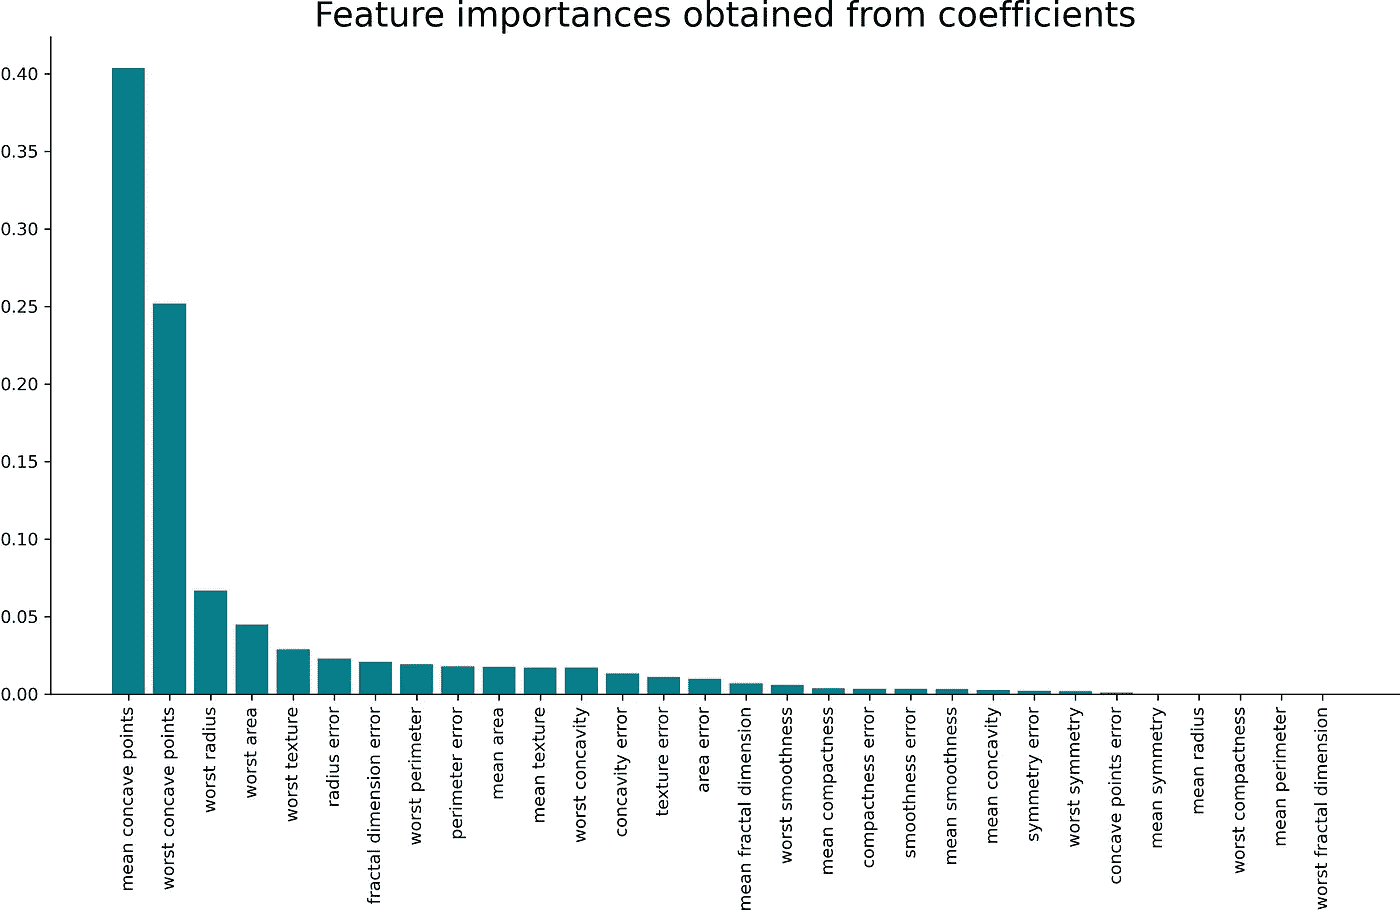 Feature importances obtained from coefficients
0.40
0.35
0.30
0.25
0.20
0.15
0.10
0.05
0.00
mean concave points
worst concave points
worst radius
worst area
worst texture
radius error
fractal dimension error
worst perimeter
perimeter error
mean area
mean texture
worst concavity
concavity error
texture error
area error
mean fractal dimension
worst smoothness
mean compactness
compactness error
smoothness error
mean smoothness
mean concavity
symmetry error
worst symmetry
concave points error
mean symmetry
mean radius
worst compactness
mean perimeter
worst fractal dimension